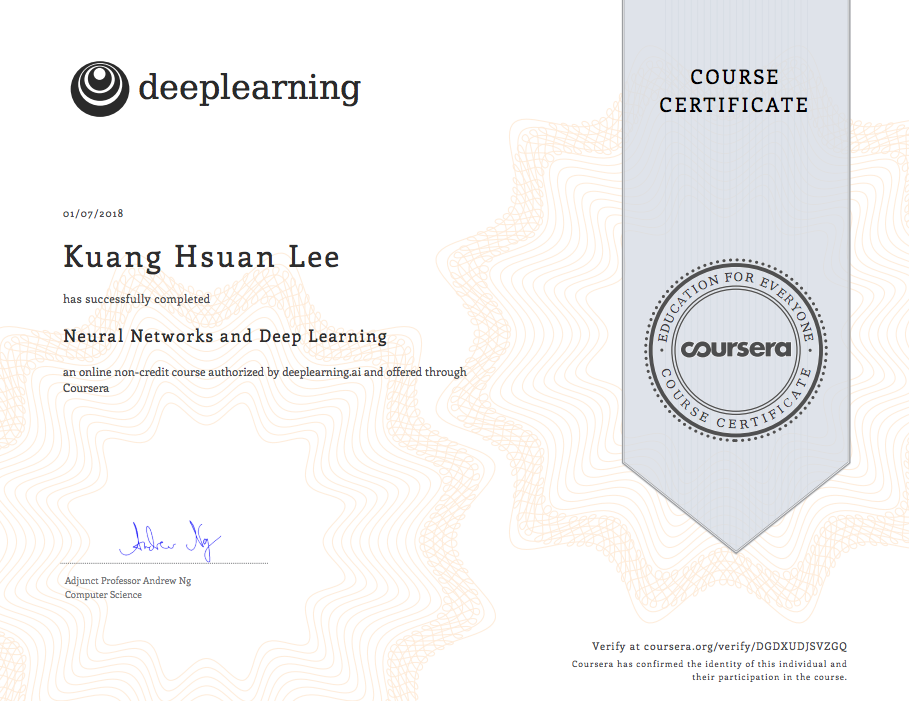 deeplearning
COURSE
CERTIFICATE
01/07/2018
Kuang Hsuan Lee
has successfully completed
Neural Networks and Deep Learning
an online non-credit course authorized by deeplearning.ai and offered through
Coursera
EDUCATION FOR EVERYONE
coursera
COURSE CERTIFICATE
Andrew Ng
Adjunct Professor Andrew Ng
Computer Science
Verify at coursera.org/verify/DGDXUDJSVZGQ
Coursera has confirmed the identity of this individual and
their participation in the course.